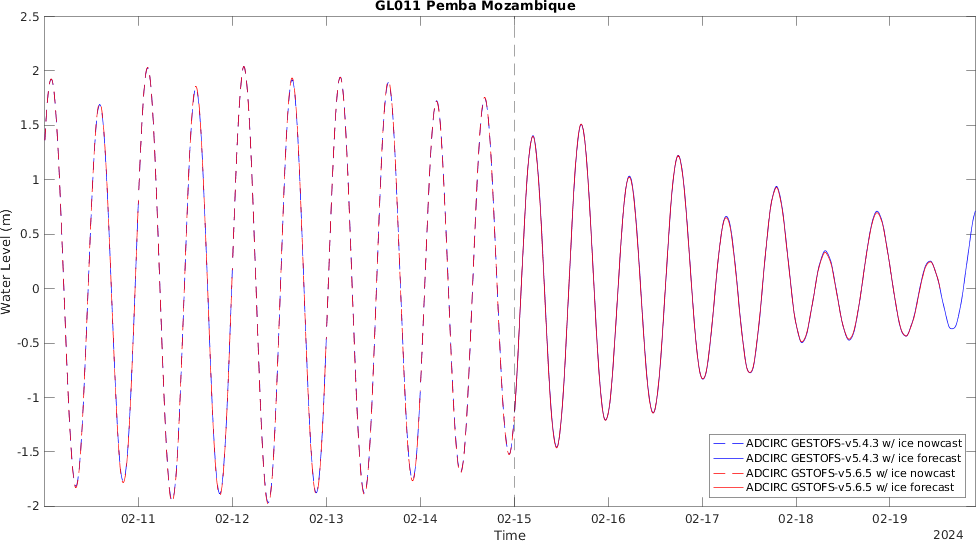 GL011 Pemba Mozambique
2.5
2
1.5
1
0.5
0
-0.5
-1
-1.5
-2
Water Level (m)
ADCIRC GESTOFS-v5.4.3 w/ ice nowcast
ADCIRC GESTOFS-v5.4.3 w/ ice forecast
ADCIRC GSTOFS-v5.6.5 w/ ice nowcast
ADCIRC GSTOFS-v5.6.5 w/ ice forecast
02-11 02-12 02-13 02-14 02-15 02-16 02-17 02-18 02-19
Time
2024